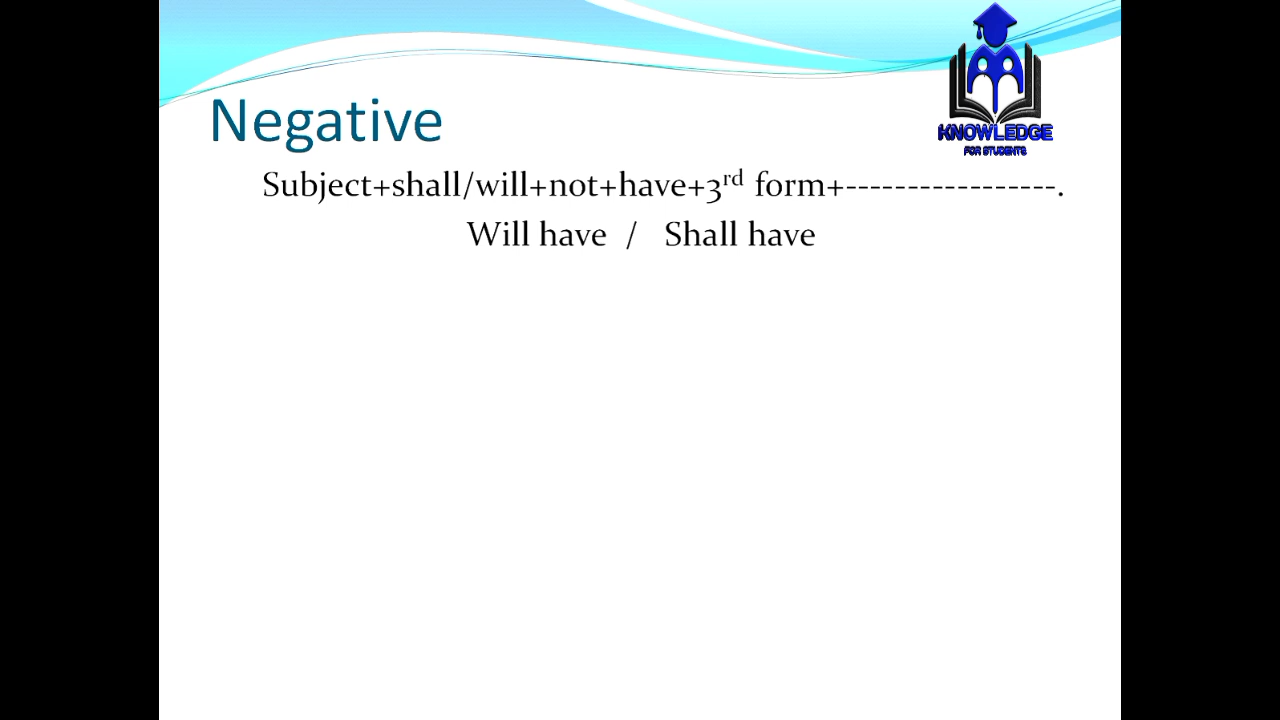 KNOWLEDGE
FOR STUDENTS
Negative
Subject+shall/will+not+have+3rd form+-----------------.
Will have / Shall have